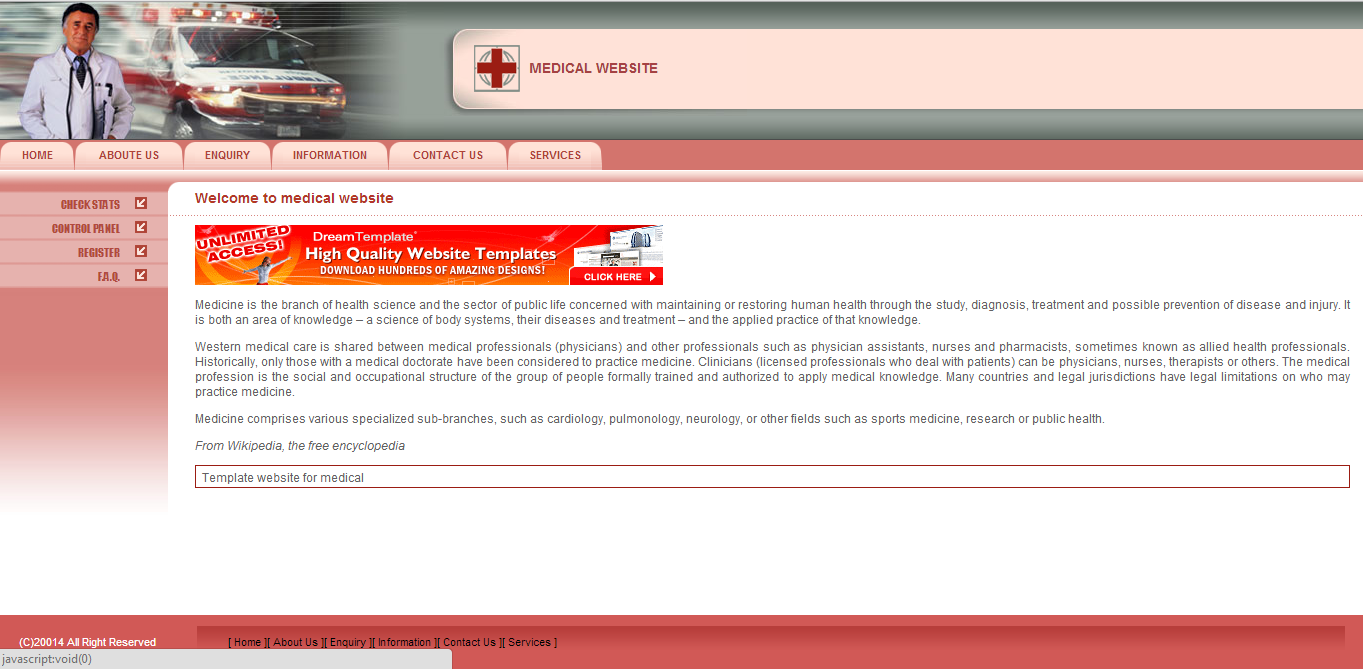 AMBULANCE
MEDICAL WEBSITE
HOME
ABOUTE US
ENQUIRY
INFORMATION
CONTACT US
SERVICES
CHECK STATS
CONTROL PANEL
REGISTER
F.A.Q.
Welcome to medical website
UNLIMITED
ACCESS!
DreamTemplate
High Quality Website Templates
DOWNLOAD HUNDREDS OF AMAZING DESIGNS!
CLICK HERE
Medicine is the branch of health science and the sector of public life concerned with maintaining or restoring human health through the study, diagnosis, treatment and possible prevention of disease and injury. It
is both an area of knowledge – a science of body systems, their diseases and treatment – and the applied practice of that knowledge.
Western medical care is shared between medical professionals (physicians) and other professionals such as physician assistants, nurses and pharmacists, sometimes known as allied health professionals.
Historically, only those with a medical doctorate have been considered to practice medicine. Clinicians (licensed professionals who deal with patients) can be physicians, nurses, therapists or others. The medical
profession is the social and occupational structure of the group of people formally trained and authorized to apply medical knowledge. Many countries and legal jurisdictions have legal limitations on who may
practice medicine.
Medicine comprises various specialized sub-branches, such as cardiology, pulmonology, neurology, or other fields such as sports medicine, research or public health.
From Wikipedia, the free encyclopedia
Template website for medical
(C)20014 All Right Reserved
[ Home ][ About Us ][ Enquiry ][ Information ][ Contact Us ][ Services ]
javascript:void(0)